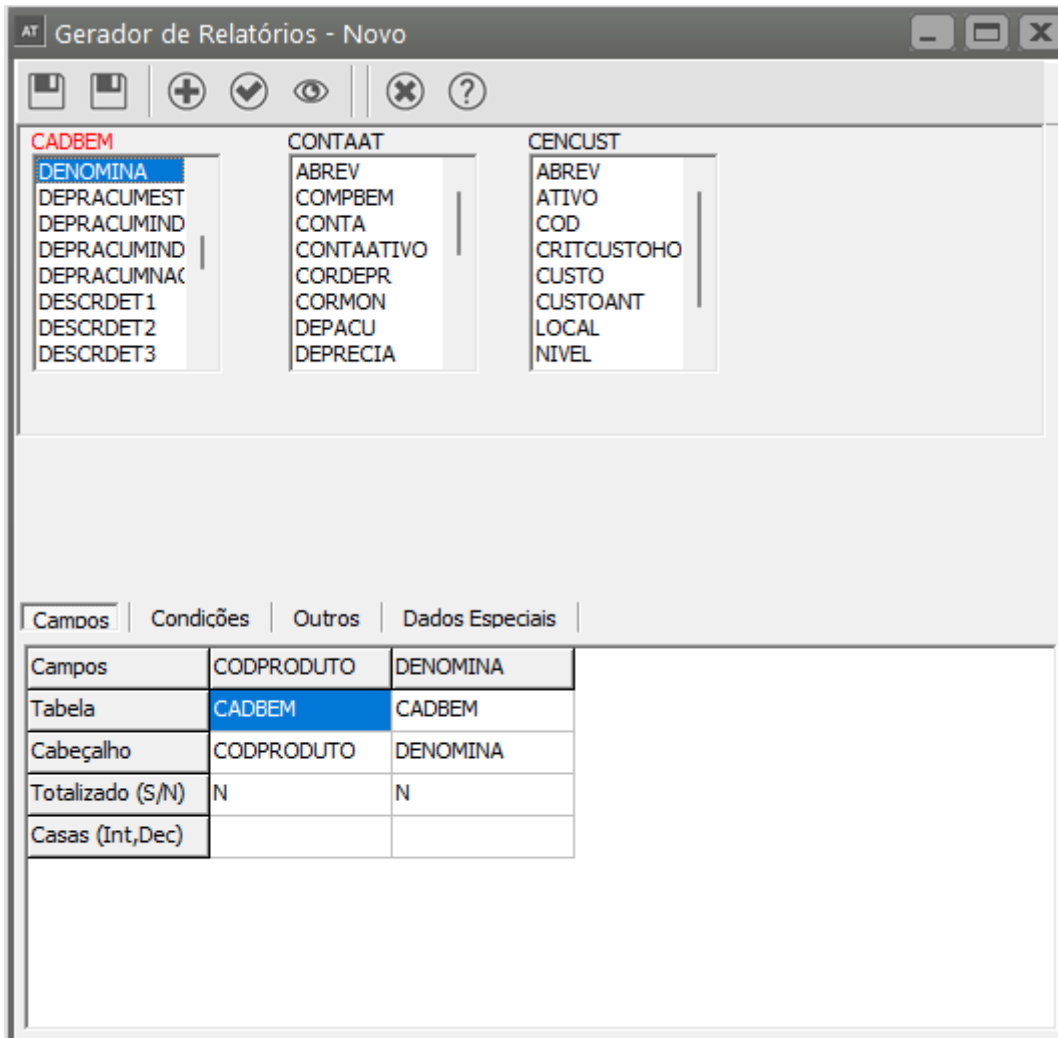 AT Gerador de Relatórios - Novo
CADBEM CONTAAT CENCUST
DENOMINA ABREV ABREV
DEPRACUMEST COMPBEM ATIVO
DEPRACUMIND CONTA COD
DEPRACUMIND CONTAATIVO CRITCUSTOHO
DEPRACUMNAC CORDEPR CUSTO
DESCRDET1 CORMON CUSTOANT
DESCRDET2 DEPACU LOCAL
DESCRDET3 DEPRECIA NIVEL
Campos Condições Outros Dados Especiais
Campos CODPRODUTO DENOMINA
Tabela CADBEM CADBEM
Cabeçalho CODPRODUTO DENOMINA
Totalizado (S/N) N N
Casas (Int,Dec)